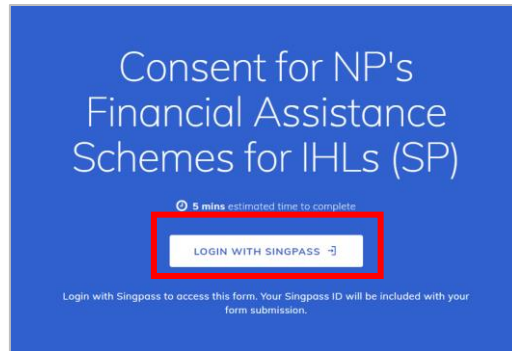 Consent for NP's
Financial Assistance
Schemes for IHLs (SP)
5 mins estimated time to complete
LOGIN WITH SINGPASS
Login with Singpass to access this form. Your Singpass ID will be included with your
form submission.